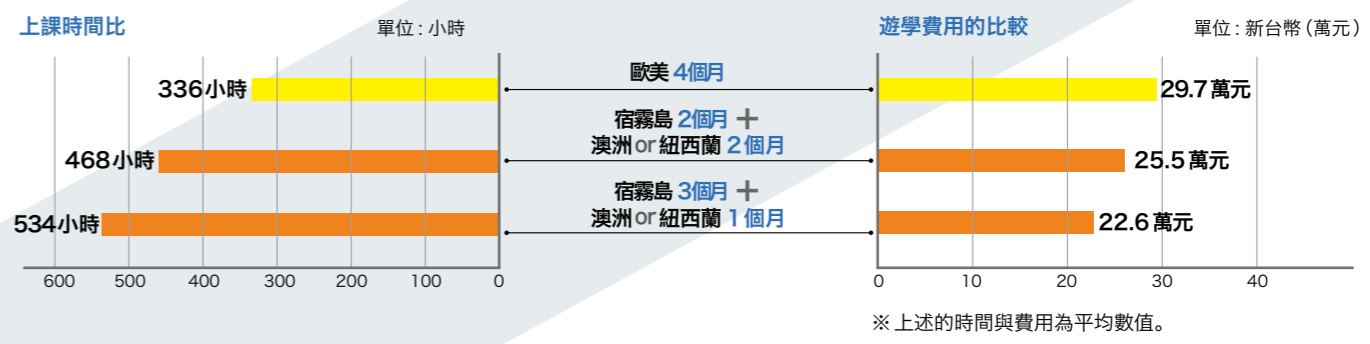 上課時間比
單位 : 小時
336小時
468小時
534小時
600 500 400 300 200 100 0
歐美 4個月
宿霧島 2個月 +
澳洲or紐西蘭 2個月
宿霧島 3個月 +
澳洲or紐西蘭 1個月
遊學費用的比較
單位 : 新台幣 (萬元)
29.7萬元
25.5萬元
22.6萬元
0 10 20 30 40
※ 上述的時間與費用為平均數值。